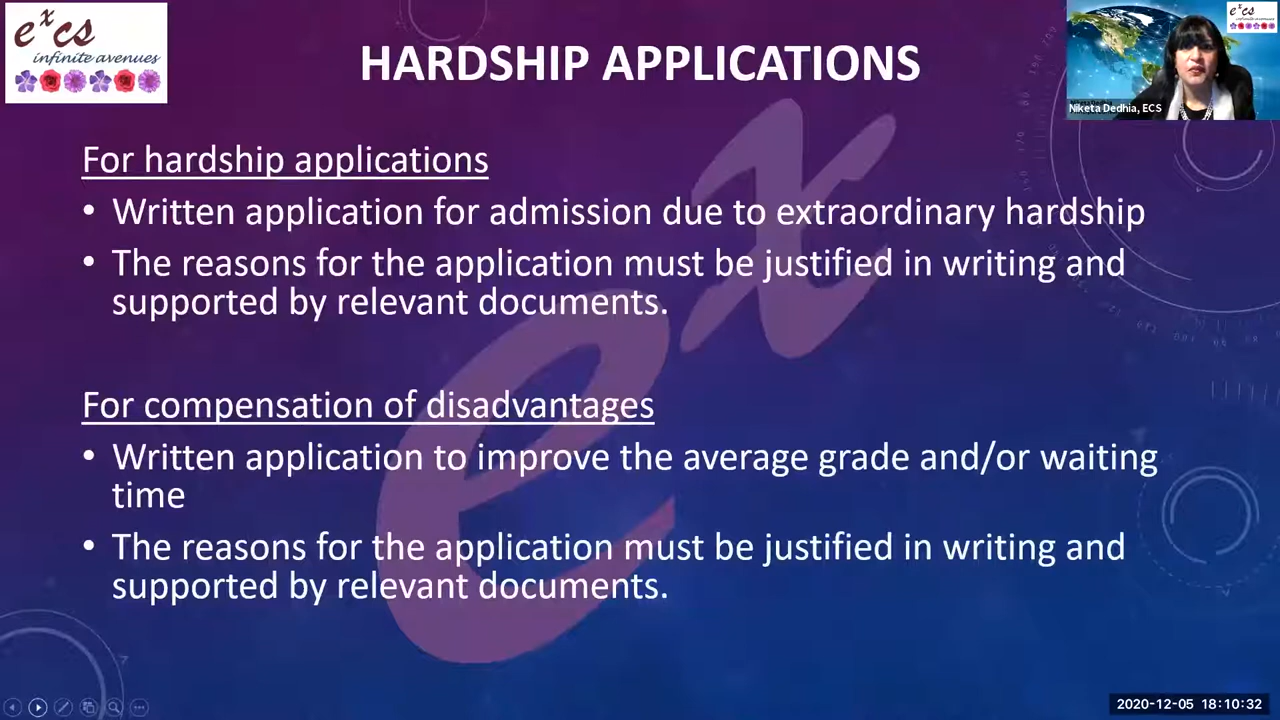 e^x cs
infinite avenues
HARDSHIP APPLICATIONS
Niketa Dedhia, ECS
For hardship applications
• Written application for admission due to extraordinary hardship
• The reasons for the application must be justified in writing and
supported by relevant documents.
For compensation of disadvantages
• Written application to improve the average grade and/or waiting
time
• The reasons for the application must be justified in writing and
supported by relevant documents.
2020-12-05 18:10:32